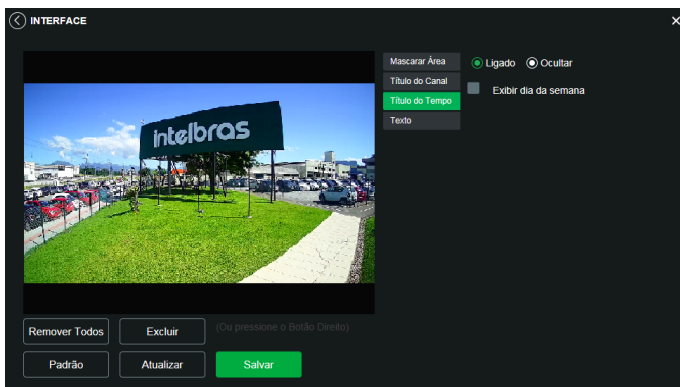 INTERFACE
Mascarar Área
Ligado Ocultar
Título do Canal
Exibir dia da semana
Título do Tempo
Texto
intelbras
Remover Todos Excluir (Ou pressione o Botão Direito)
Padrão Atualizar Salvar